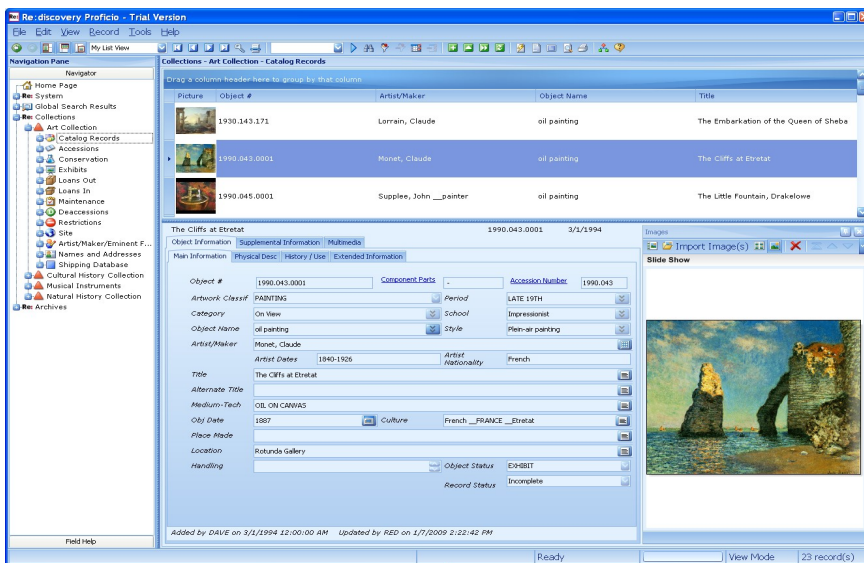 Re:discovery Proficio - Trial Version
File Edit View Record Tools Help
My List View
Navigation Pane
Navigator
Home Page
Re: System
Global Search Results
Re: Collections
Art Collection
Catalog Records
Accessions
Conservation
Exhibits
Loans Out
Loans In
Maintenance
Deaccessions
Restrictions
Site
Artist/Maker/Eminent F...
Names and Addresses
Shipping Database
Cultural History Collection
Musical Instruments
Natural History Collection
Re: Archives
Field Help
Collections - Art Collection - Catalog Records
Drag a column header here to group by that column
Picture Object # Artist/Maker Object Name Title
1930.143.171 Lorrain, Claude oil painting The Embarkation of the Queen of Sheba
1990.043.0001 Monet, Claude oil painting The Cliffs at Etretat
1990.045.0001 Supplee, John __painter oil painting The Little Fountain, Drakelowe
The Cliffs at Etretat 1990.043.0001 3/1/1994
Object Information Supplemental Information Multimedia
Main Information Physical Desc History / Use Extended Information
Object # 1990.043.0001 Component Parts - Accession Number 1990.043
Artwork Classif PAINTING Period LATE 19TH
Category On View School Impressionist
Object Name oil painting Style Plein-air painting
Artist/Maker Monet, Claude
Artist Dates 1840-1926 Artist Nationality French
Title The Cliffs at Etretat
Alternate Title
Medium-Tech OIL ON CANVAS
Obj Date 1887 Culture French __FRANCE __Etretat
Place Made
Location Rotunda Gallery
Handling Object Status EXHIBIT
Record Status Incomplete
Added by DAVE on 3/1/1994 12:00:00 AM Updated by RED on 1/7/2009 2:22:42 PM
Images
Import Image(s)
Slide Show
Ready View Mode 23 record(s)